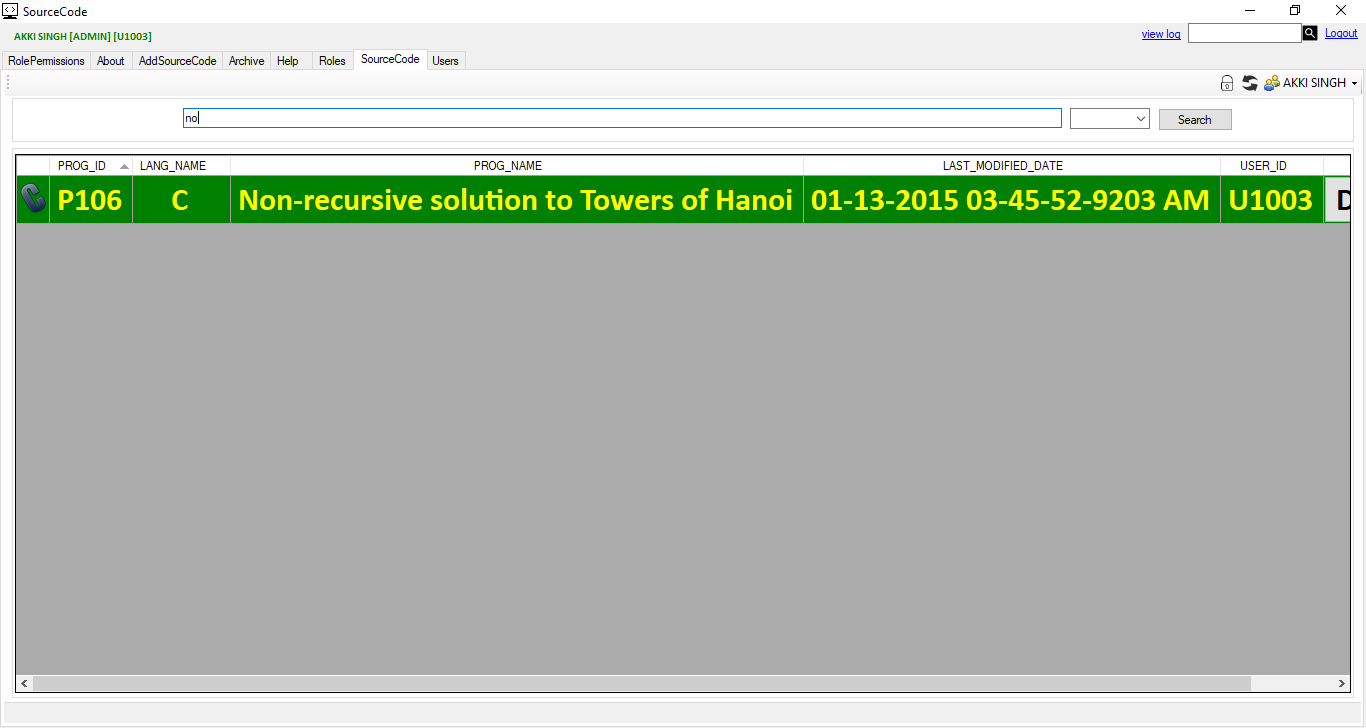 SourceCode
AKKI SINGH [ADMIN] [U1003]
view log
Logout
RolePermissions About AddSourceCode Archive Help Roles SourceCode Users
AKKI SINGH
no
Search
PROG_ID LANG_NAME PROG_NAME LAST_MODIFIED_DATE USER_ID
P106 C Non-recursive solution to Towers of Hanoi 01-13-2015 03-45-52-9203 AM U1003 D